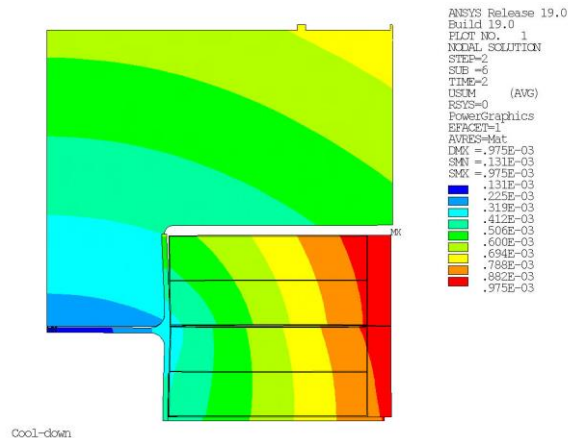 ANSYS Release 19.0
Build 19.0
PLOT NO. 1
NODAL SOLUTION
STEP=2
SUB =6
TIME=2
USUM (AVG)
RSYS=0
PowerGraphics
EFACET=1
AVRES=Mat
DMX =.975E-03
SMN =.131E-03
SMX =.975E-03
.131E-03
.225E-03
.319E-03
.412E-03
.506E-03
.600E-03
.694E-03
.788E-03
.882E-03
.975E-03
MX
Cool-down